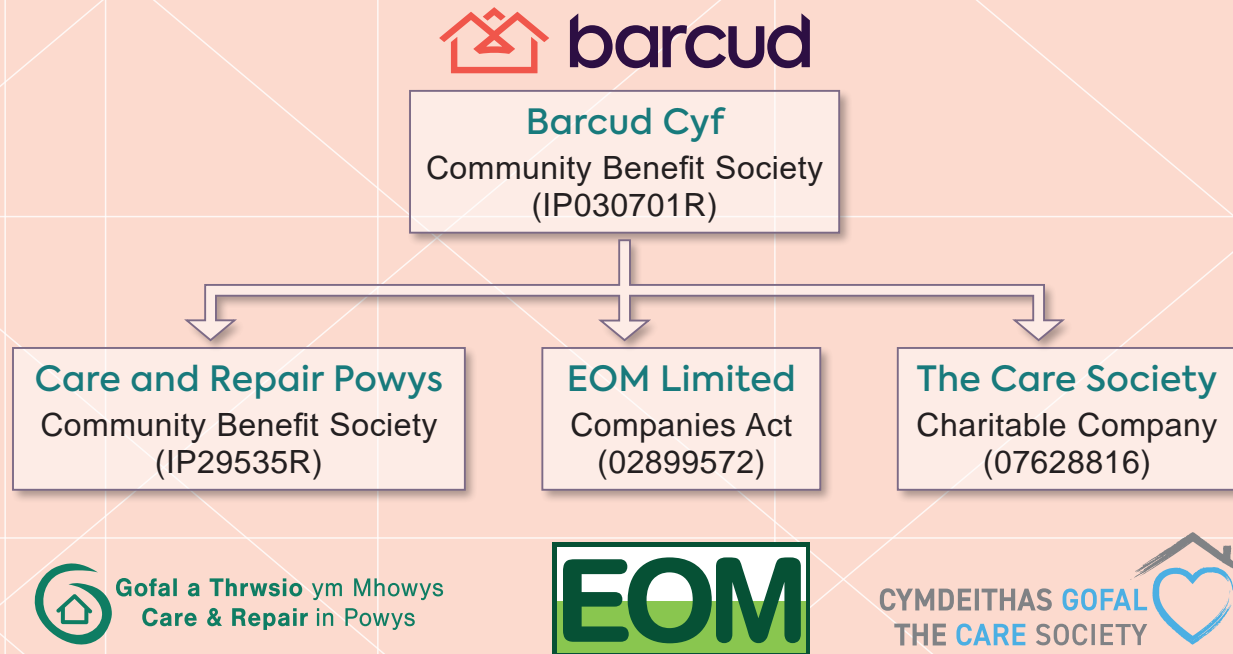 barcud
Barcud Cyf
Community Benefit Society
(IP030701R)
Care and Repair Powys
Community Benefit Society
(IP29535R)
EOM Limited
Companies Act
(02899572)
The Care Society
Charitable Company
(07628816)
Gofal a Thrwsio ym Mhowys
Care & Repair in Powys
EOM
CYMDEITHAS GOFAL
THE CARE SOCIETY